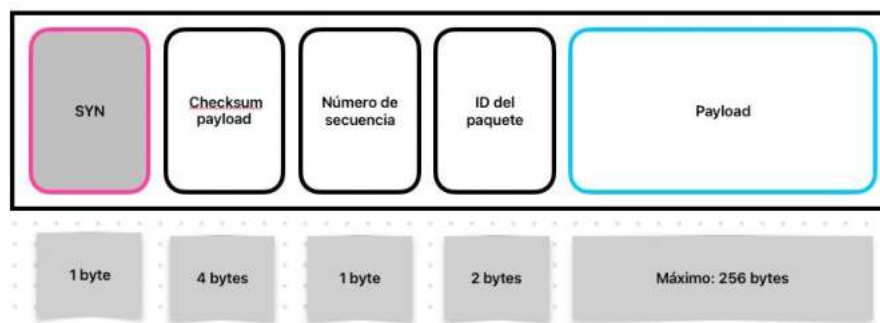 SYN
Checksum
payload
Número de
secuencia
ID del
paquete
Payload
1 byte
4 bytes
1 byte
2 bytes
Máximo: 256 bytes